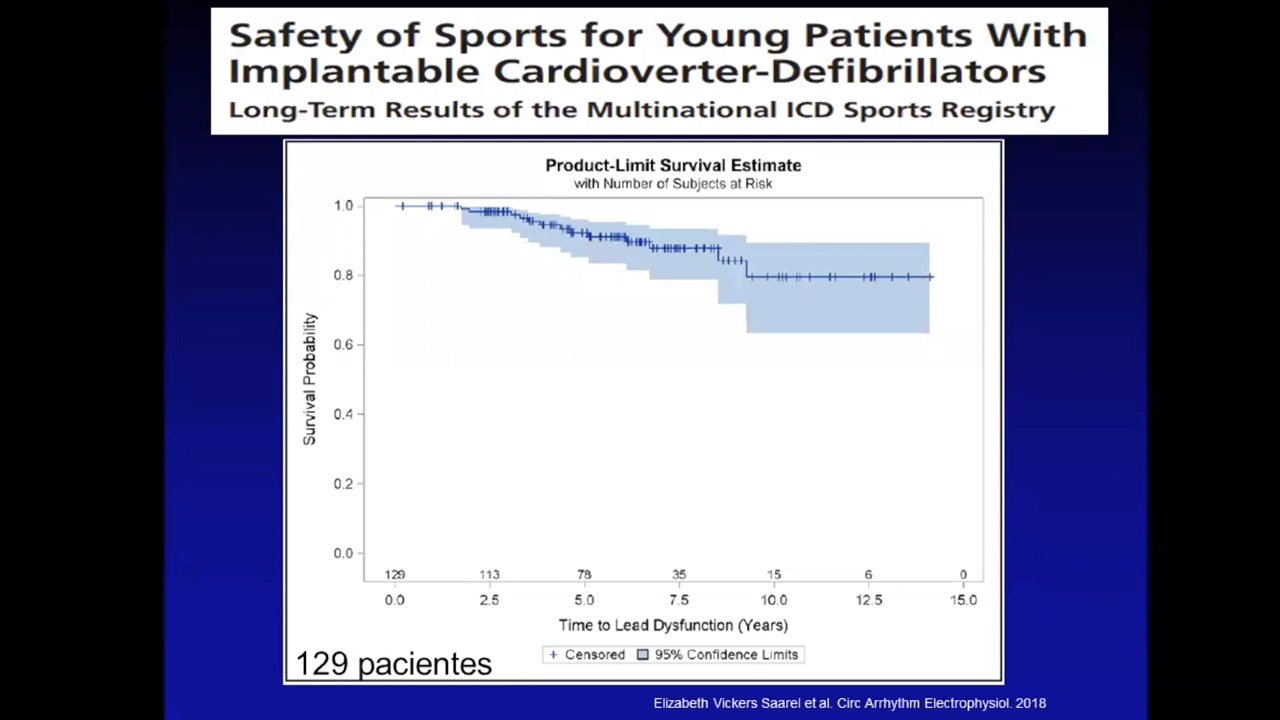 Safety of Sports for Young Patients With
Implantable Cardioverter-Defibrillators
Long-Term Results of the Multinational ICD Sports Registry
Product-Limit Survival Estimate
with Number of Subjects at Risk
Survival Probability
1.0
0.8
0.6
0.4
0.2
0.0
129 113 78 35 15 6 0
0.0 2.5 5.0 7.5 10.0 12.5 15.0
Time to Lead Dysfunction (Years)
+ Censored 95% Confidence Limits
129 pacientes
Elizabeth Vickers Saarel et al. Circ Arrhythm Electrophysiol. 2018